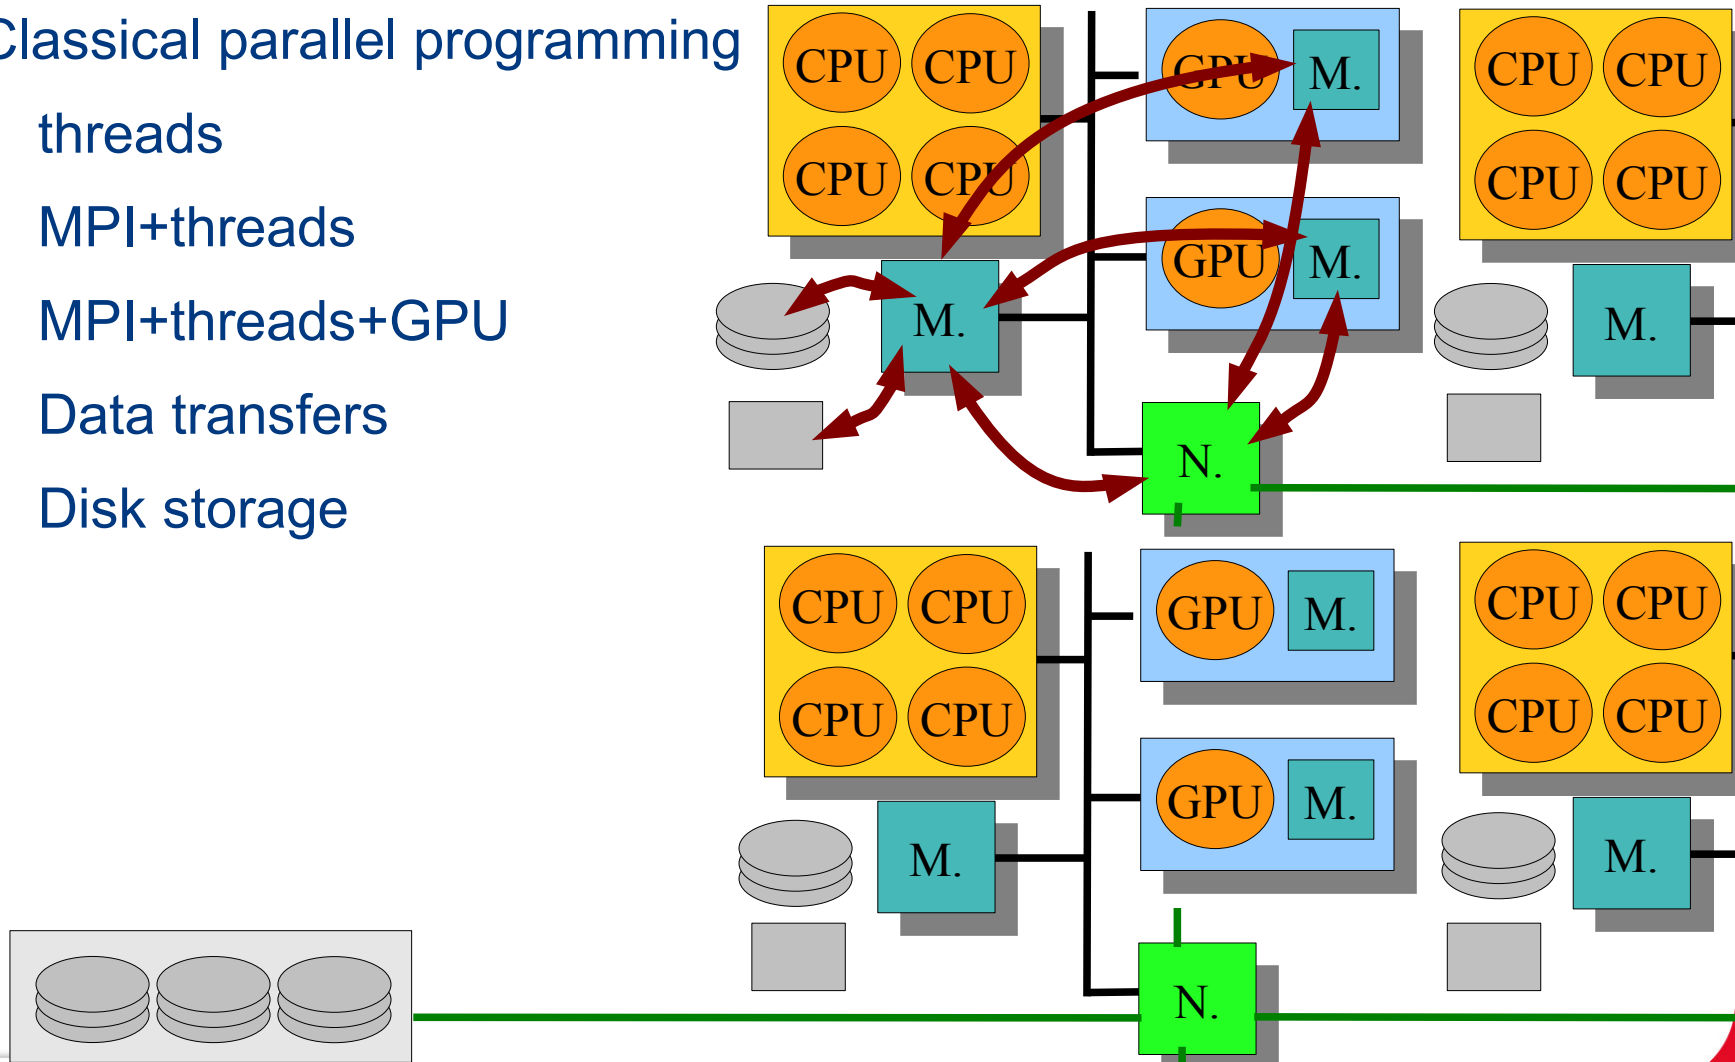 Classical parallel programming
threads
MPI+threads
MPI+threads+GPU
Data transfers
Disk storage
CPU CPU
CPU CPU
GPU M.
GPU M.
M.
N.
CPU CPU
CPU CPU
M.
CPU CPU
CPU CPU
GPU M.
GPU M.
M.
N.
CPU CPU
CPU CPU
M.